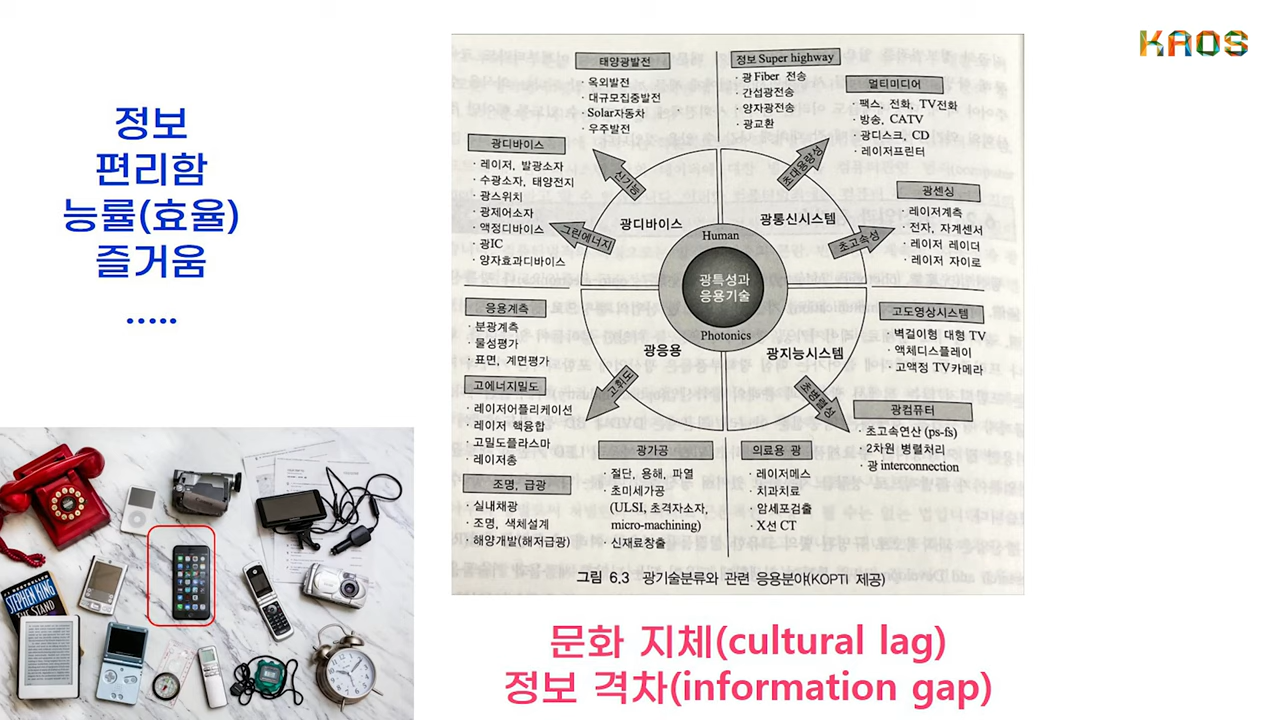 KAOS
정보
편리함
능률(효율)
즐거움
.....
태양광발전
· 옥외발전
· 대규모집중발전
· Solar자동차
· 우주발전
정보 Super highway
· 광 Fiber 전송
· 간섭광전송
· 양자광전송
· 광교환
멀티미디어
· 팩스, 전화, TV전화
· 방송, CATV
· 광디스크, CD
· 레이저프린터
광디바이스
· 레이저, 발광소자
· 수광소자, 태양전지
· 광스위치
· 광제어소자
· 액정디바이스
· 광IC
· 양자효과디바이스
광센싱
· 레이저계측
· 전자, 자계센서
· 레이저 레이더
· 레이저 자이로
신기능
초대용량성
그린에너지
초고속성
광디바이스
광통신시스템
Human
광특성과
응용기술
Photonics
광응용
광지능시스템
고휘도
초병렬성
응용계측
· 분광계측
· 물성평가
· 표면, 계면평가
고도영상시스템
· 벽걸이형 대형 TV
· 액체디스플레이
· 고액정 TV카메라
고에너지밀도
· 레이저어플리케이션
· 레이저 핵융합
· 고밀도플라스마
· 레이저총
광컴퓨터
· 초고속연산 (ps-fs)
· 2차원 병렬처리
· 광 interconnection
조명, 급광
· 실내채광
· 조명, 색체설계
· 해양개발(해저급광)
광가공
· 절단, 용해, 파열
· 초미세가공
(ULSI, 초격자소자,
micro-machining)
· 신재료창출
의료용 광
· 레이저메스
· 치과치료
· 암세포검출
· X선 CT
그림 6.3 광기술분류와 관련 응용분야(KOPTI 제공)
STEPHEN
KING
THE STAND
문화 지체(cultural lag)
정보 격차(information gap)